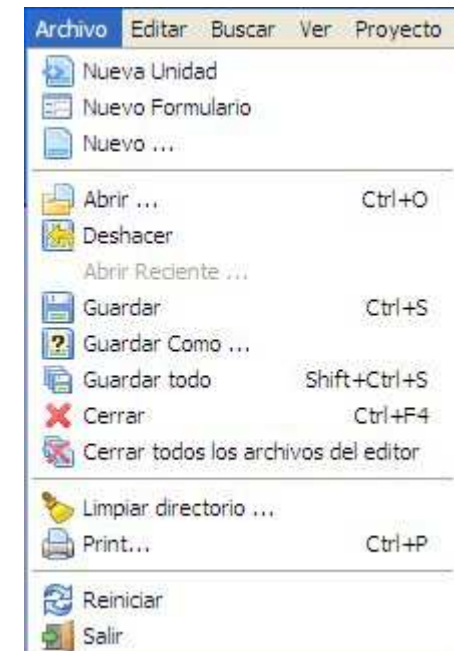 Archivo Editar Buscar Ver Proyecto
Nueva Unidad
Nuevo Formulario
Nuevo ...
Abrir ... Ctrl+O
Deshacer
Abrir Reciente ...
Guardar Ctrl+S
Guardar Como ...
Guardar todo Shift+Ctrl+S
Cerrar Ctrl+F4
Cerrar todos los archivos del editor
Limpiar directorio ...
Print... Ctrl+P
Reiniciar
Salir